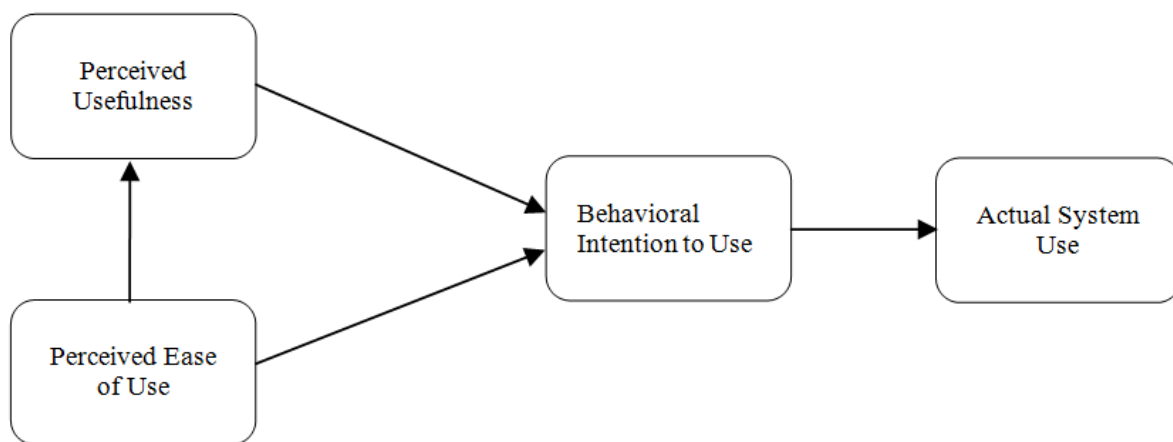 Perceived
Usefulness
Behavioral
Intention to Use
Actual System
Use
Perceived Ease
of Use